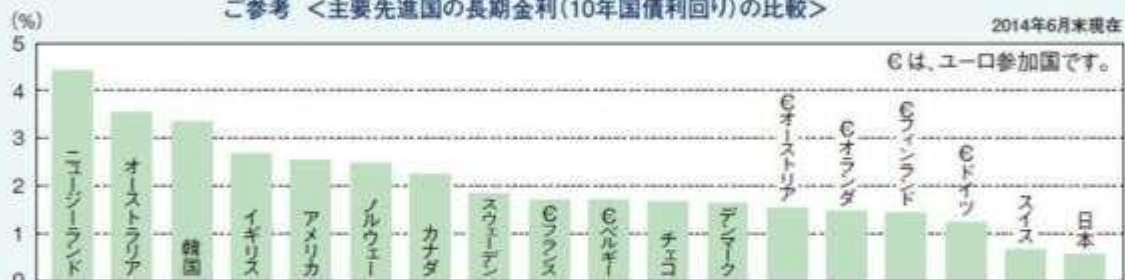 ご参考 <主要先進国の長期金利(10年国債利回り)の比較>
(%)
2014年6月末現在
€は、ユーロ参加国です。
5
4
3
2
1
0
ニュージーランド
オーストラリア
韓国
イギリス
アメリカ
ノルウェー
カナダ
スウェーデン
€フランス
€ベルギー
チェコ
デンマーク
€オーストリア
€オランダ
€フィンランド
€ドイツ
スイス
日本